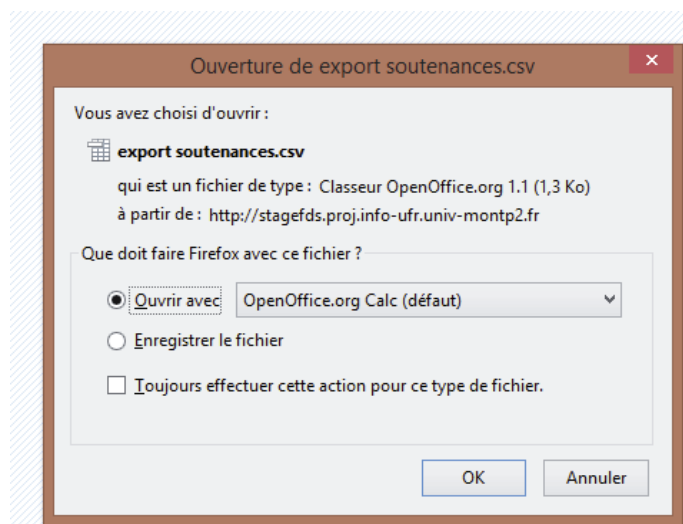 Ouverture de export soutenances.csv
Vous avez choisi d'ouvrir :
export soutenances.csv
qui est un fichier de type : Classeur OpenOffice.org 1.1 (1,3 Ko)
à partir de : http://stagefds.proj.info-ufr.univ-montp2.fr
Que doit faire Firefox avec ce fichier ?
Ouvrir avec OpenOffice.org Calc (défaut)
Enregistrer le fichier
Toujours effectuer cette action pour ce type de fichier.
OK Annuler